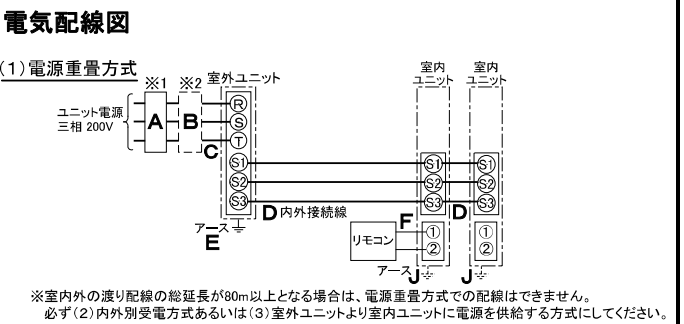 電気配線図
(1)電源重畳方式
※1
※2
室外ユニット
室内
ユニット
室内
ユニット
ユニット電源
三相 200V
A
B
C
R
S
T
S1
S2
S3
S1
S2
S3
S1
S2
S3
D 内外接続線
D
アース
E
F
リモコン
①
②
①
②
アース J
J
※室内外の渡り配線の総延長が80m以上となる場合は、電源重畳方式での配線はできません。
必ず(2)内外別受電方式あるいは(3)室外ユニットより室内ユニットに電源を供給する方式にしてください。